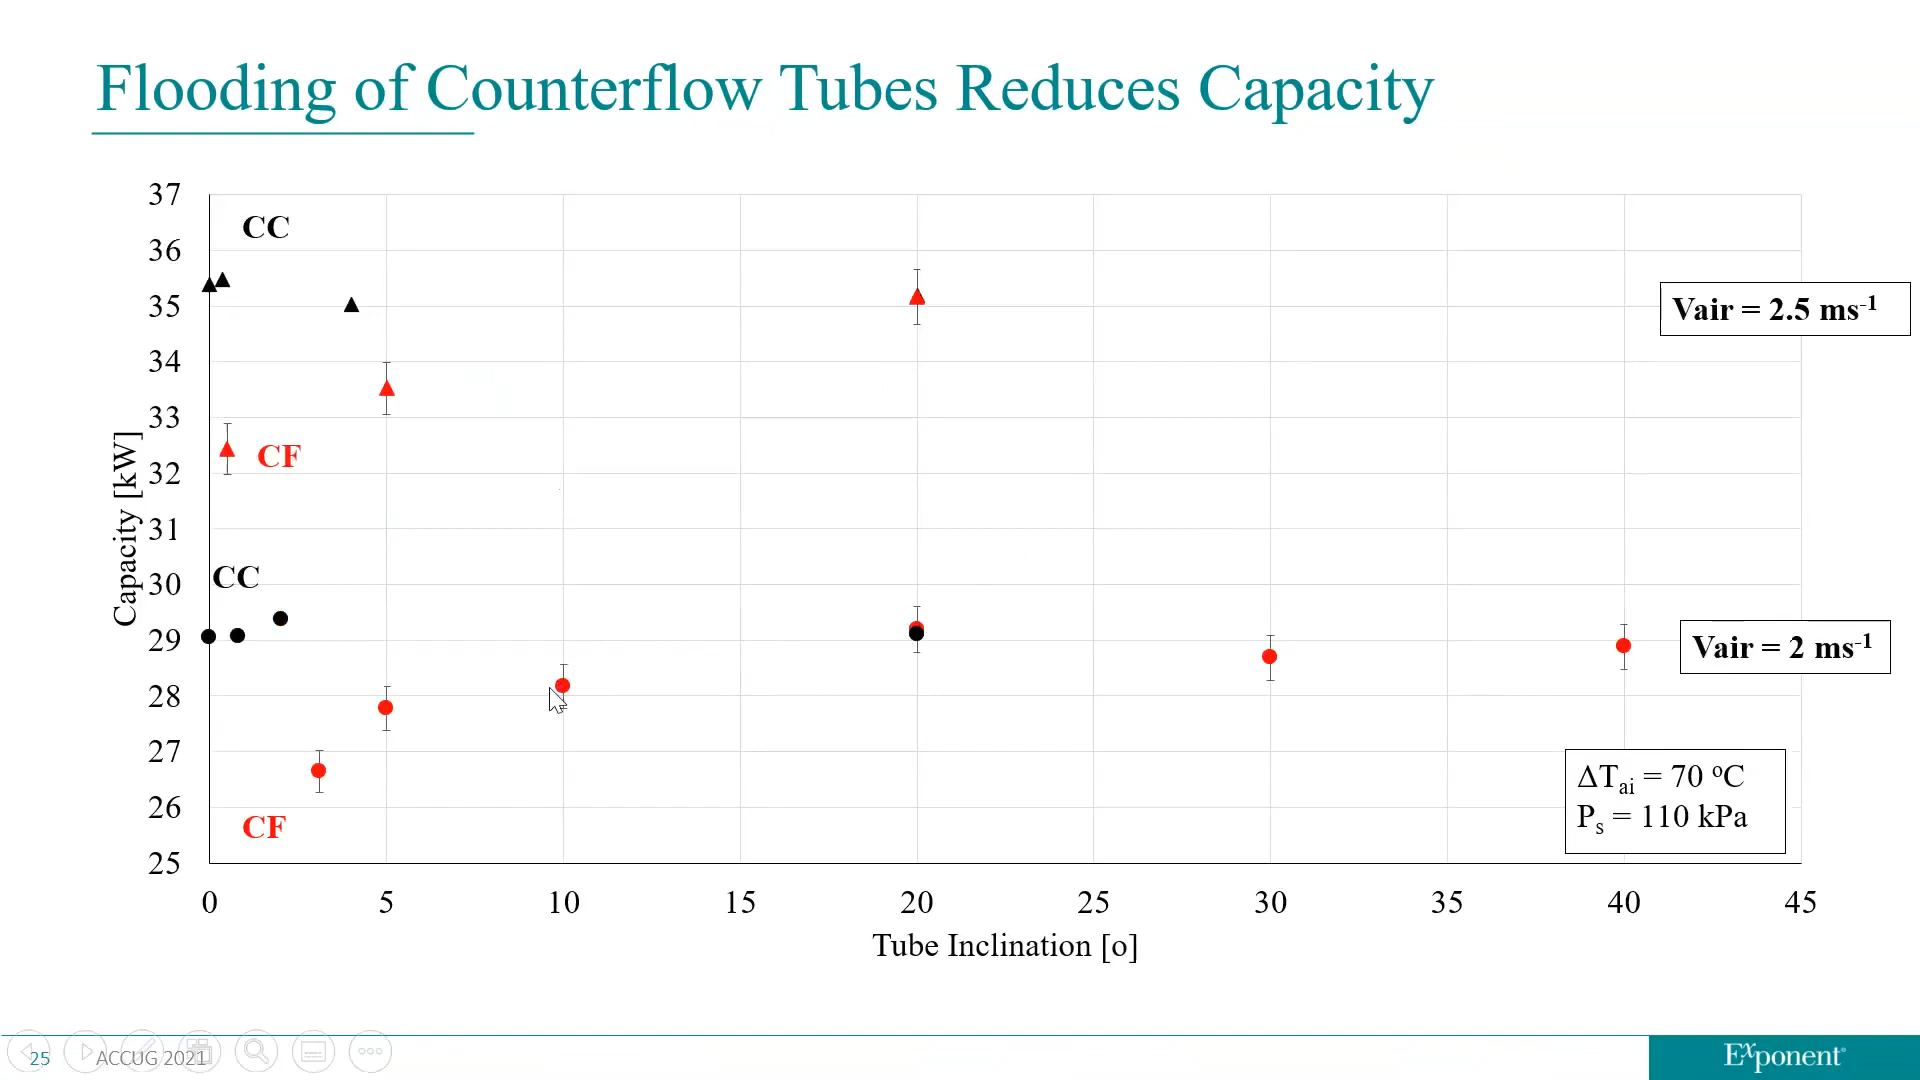 Flooding of Counterflow Tubes Reduces Capacity
37
36
35
34
33
32
31
30
29
28
27
26
25
Capacity [kW]
CC
CF
CC
CF
Vair = 2.5 ms-1
Vair = 2 ms-1
ΔTai = 70 oC
Ps = 110 kPa
0 5 10 15 20 25 30 35 40 45
Tube Inclination [o]
25 ACCUG 2021
Exponent®